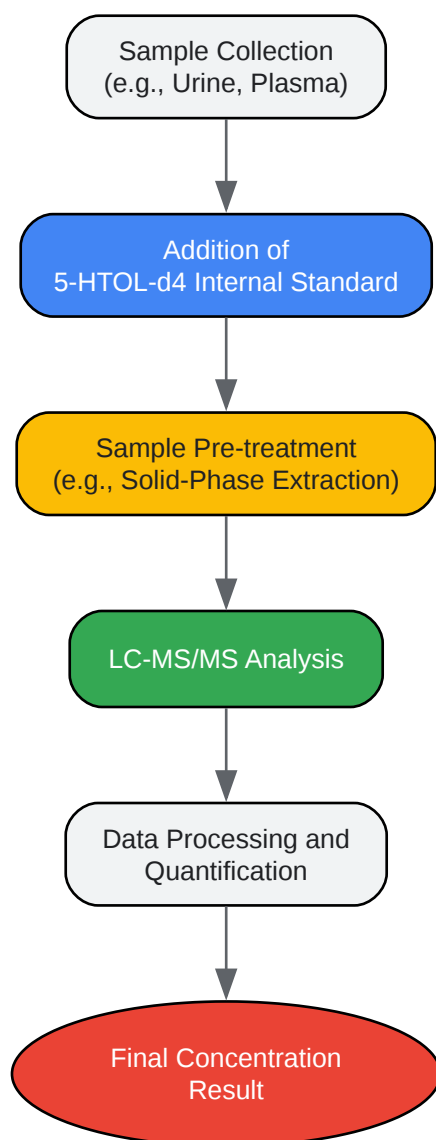 Sample Collection
(e.g., Urine, Plasma)
Addition of
5-HTOL-d4 Internal Standard
Sample Pre-treatment
(e.g., Solid-Phase Extraction)
LC-MS/MS Analysis
Data Processing and
Quantification
Final Concentration
Result